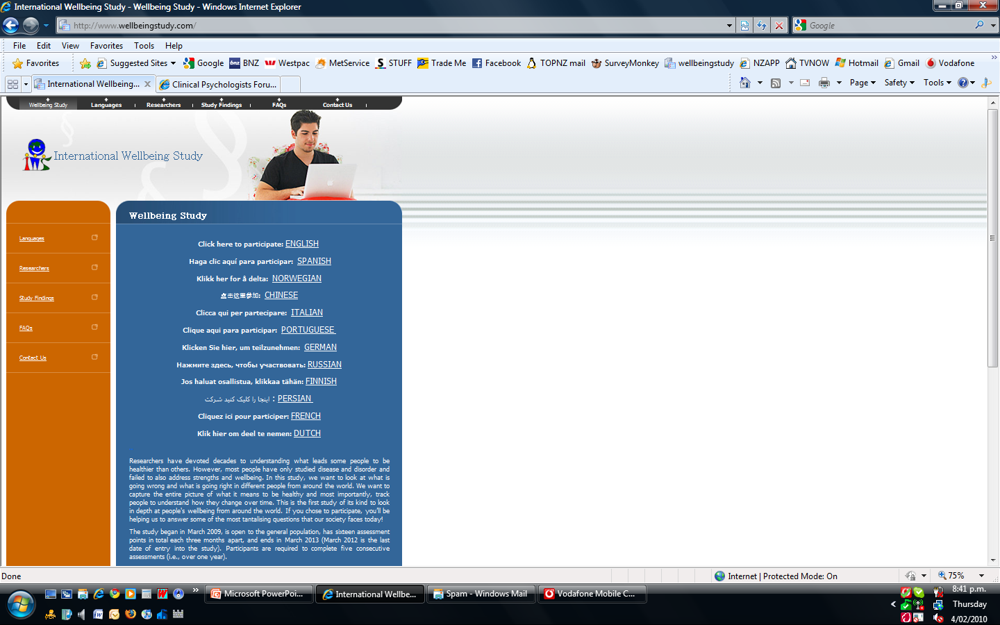 International Wellbeing Study - Wellbeing Study - Windows Internet Explorer
http://www.wellbeingstudy.com/
Google
File Edit View Favorites Tools Help
Favorites Suggested Sites Google BNZ Westpac MetService STUFF Trade Me Facebook TOPNZ mail SurveyMonkey wellbeingstudy NZAPP TVNOW Hotmail Gmail Vodafone
International Wellbeing... Clinical Psychologists Foru... Page Safety Tools
Wellbeing Study Languages Researchers Study Findings FAQs Contact Us
International Wellbeing Study
Wellbeing Study
Languages
Researchers
Study Findings
FAQs
Contact Us
Click here to participate: ENGLISH
Haga clic aquí para participar: SPANISH
Klikk her for å delta: NORWEGIAN
点击这里参加: CHINESE
Clicca qui per partecipare: ITALIAN
Clique aqui para participar: PORTUGUESE
Klicken Sie hier, um teilzunehmen: GERMAN
Нажмите здесь, чтобы участвовать: RUSSIAN
Jos haluat osallistua, klikkaa tähän: FINNISH
اینجا را کلیک کنید شرکت : PERSIAN
Cliquez ici pour participer: FRENCH
Klik hier om deel te nemen: DUTCH
Researchers have devoted decades to understanding what leads some people to be
healthier than others. However, most people have only studied disease and disorder and
failed to also address strengths and wellbeing. In this study, we want to look at what is
going wrong and what is going right in different people from around the world. We want to
capture the entire picture of what it means to be healthy and most importantly, track
people to understand how they change over time. This is the first study of its kind to look
in depth at people's wellbeing from around the world. If you chose to participate, you'll be
helping us to answer some of the most tantalising questions that our society faces today!
The study began in March 2009, is open to the general population, has sixteen assessment
points in total each three months apart, and ends in March 2013 (March 2012 is the last
date of entry into the study). Participants are required to complete five consecutive
assessments (i.e., over one year).
Done Internet | Protected Mode: On 75%
Microsoft PowerPoi... International Wellbe... Spam - Windows Mail Vodafone Mobile C...
8:41 p.m.
Thursday
4/02/2010